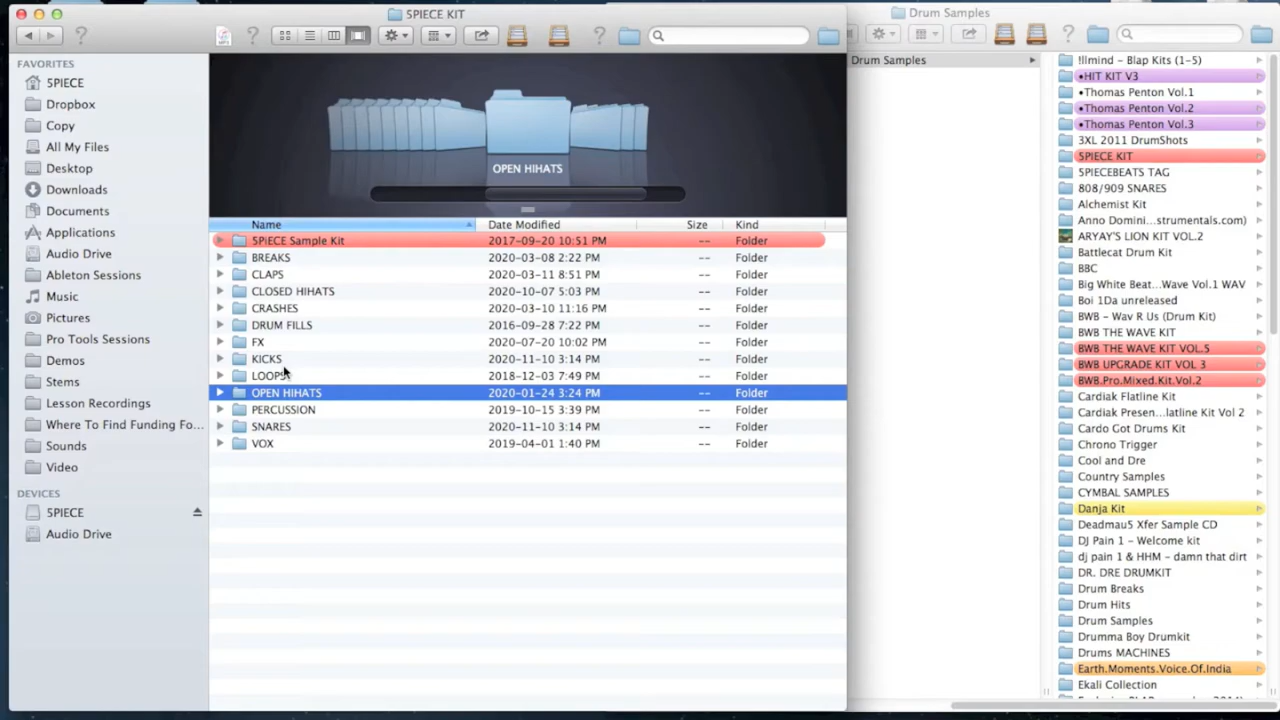 5PIECE KIT
FAVORITES
5PIECE
Dropbox
Copy
All My Files
Desktop
Downloads
Documents
Applications
Audio Drive
Ableton Sessions
Music
Pictures
Pro Tools Sessions
Demos
Stems
Lesson Recordings
Where To Find Funding Fo...
Sounds
Video
DEVICES
5PIECE
Audio Drive
OPEN HIHATS
Name Date Modified Size Kind
5PiECE Sample Kit 2017-09-20 10:51 PM -- Folder
BREAKS 2020-03-08 2:22 PM -- Folder
CLAPS 2020-03-11 8:51 PM -- Folder
CLOSED HIHATS 2020-10-07 5:03 PM -- Folder
CRASHES 2020-03-10 11:16 PM -- Folder
DRUM FILLS 2016-09-28 7:22 PM -- Folder
FX 2020-07-20 10:02 PM -- Folder
KICKS 2020-11-10 3:14 PM -- Folder
LOOPS 2018-12-03 7:49 PM -- Folder
OPEN HIHATS 2020-01-24 3:24 PM -- Folder
PERCUSSION 2019-10-15 3:39 PM -- Folder
SNARES 2020-11-10 3:14 PM -- Folder
VOX 2019-04-01 1:40 PM -- Folder
Drum Samples
Drum Samples
!llmind - Blap Kits (1-5)
•HIT KIT V3
•Thomas Penton Vol.1
•Thomas Penton Vol.2
•Thomas Penton Vol.3
3XL 2011 DrumShots
5PIECE KIT
5PIECEBEATS TAG
808/909 SNARES
Alchemist Kit
Anno Domini...strumentals.com)
ARYAY'S LION KIT VOL.2
Battlecat Drum Kit
BBC
Big White Beat...Wave Vol.1 WAV
Boi 1Da unreleased
BWB - Wav R Us (Drum Kit)
BWB THE WAVE KIT
BWB THE WAVE KIT VOL.5
BWB UPGRADE KIT VOL 3
BWB.Pro.Mixed.Kit.Vol.2
Cardiak Flatline Kit
Cardiak Presen...latline Kit Vol 2
Cardo Got Drums Kit
Chrono Trigger
Cool and Dre
Country Samples
CYMBAL SAMPLES
Danja Kit
Deadmau5 Xfer Sample CD
DJ Pain 1 - Welcome kit
dj pain 1 & HHM - damn that dirt
DR. DRE DRUMKIT
Drum Breaks
Drum Hits
Drum Samples
Drumma Boy Drumkit
Drums MACHINES
Earth.Moments.Voice.Of.India
Ekali Collection